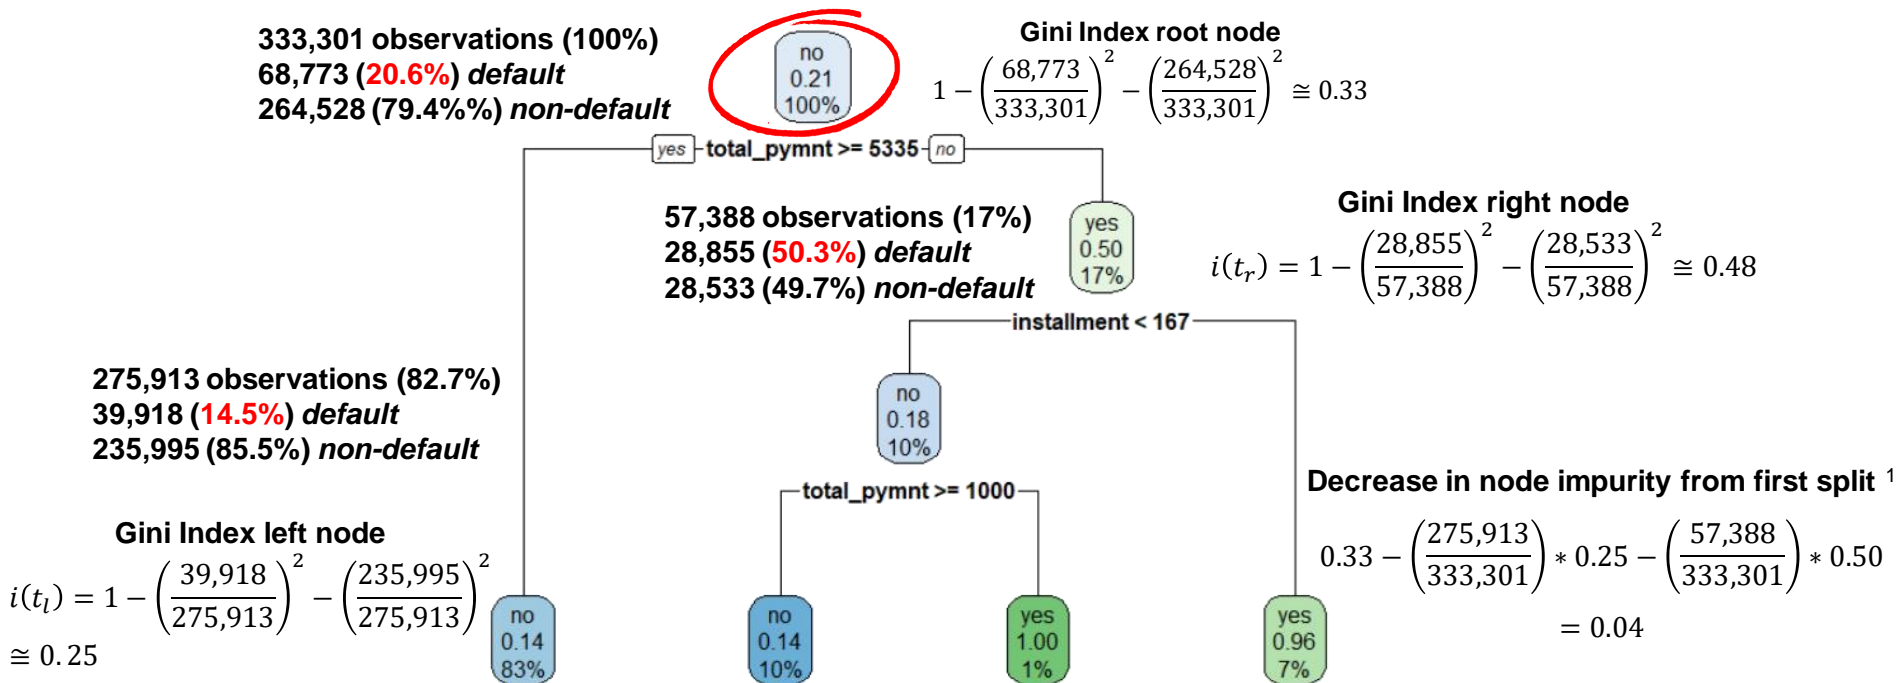 333,301 observations (100%)
68,773 (20.6%) default
264,528 (79.4%%) non-default
no
0.21
100%
Gini Index root node
1 − (68,773/333,301)² − (264,528/333,301)² ≅ 0.33
yes
total_pymnt >= 5335
no
57,388 observations (17%)
28,855 (50.3%) default
28,533 (49.7%) non-default
yes
0.50
17%
Gini Index right node
i(tᵣ) = 1 − (28,855/57,388)² − (28,533/57,388)² ≅ 0.48
installment < 167
275,913 observations (82.7%)
39,918 (14.5%) default
235,995 (85.5%) non-default
no
0.18
10%
total_pymnt >= 1000
Decrease in node impurity from first split ¹
0.33 − (275,913/333,301) ∗ 0.25 − (57,388/333,301) ∗ 0.50
= 0.04
Gini Index left node
i(tₗ) = 1 − (39,918/275,913)² − (235,995/275,913)²
≅ 0.25
no
0.14
83%
no
0.14
10%
yes
1.00
1%
yes
0.96
7%